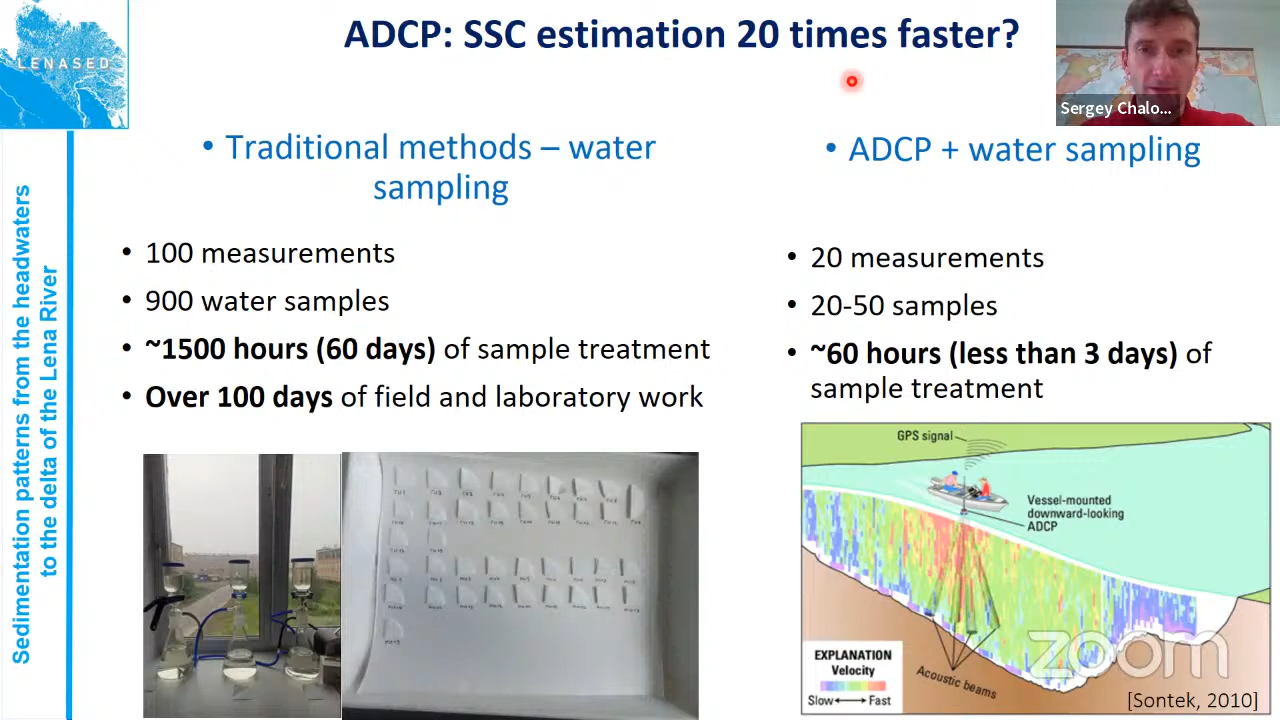 LENASED
ADCP: SSC estimation 20 times faster?
Sergey Chalo...
Sedimentation patterns from the headwaters
to the delta of the Lena River
• Traditional methods – water
sampling
• 100 measurements
• 900 water samples
• ~1500 hours (60 days) of sample treatment
• Over 100 days of field and laboratory work
• ADCP + water sampling
• 20 measurements
• 20-50 samples
• ~60 hours (less than 3 days) of
sample treatment
GPS signal
Vessel-mounted
downward-looking
ADCP
EXPLANATION
Velocity
Slow Fast
Acoustic beams
zoom
[Sontek, 2010]